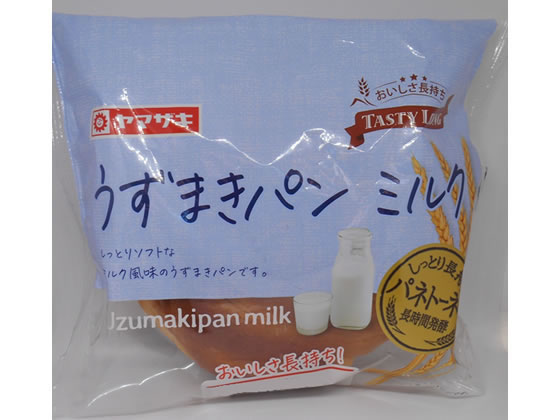 おいしさ長持ち
TASTY LONG
ヤマザキ
うずまきパン ミルク
しっとりソフトな
ミルク風味のうずまきパンです。
しっとり長
パネトーネ
長時間発酵
Uzumakipan milk
おいしさ長持ち!